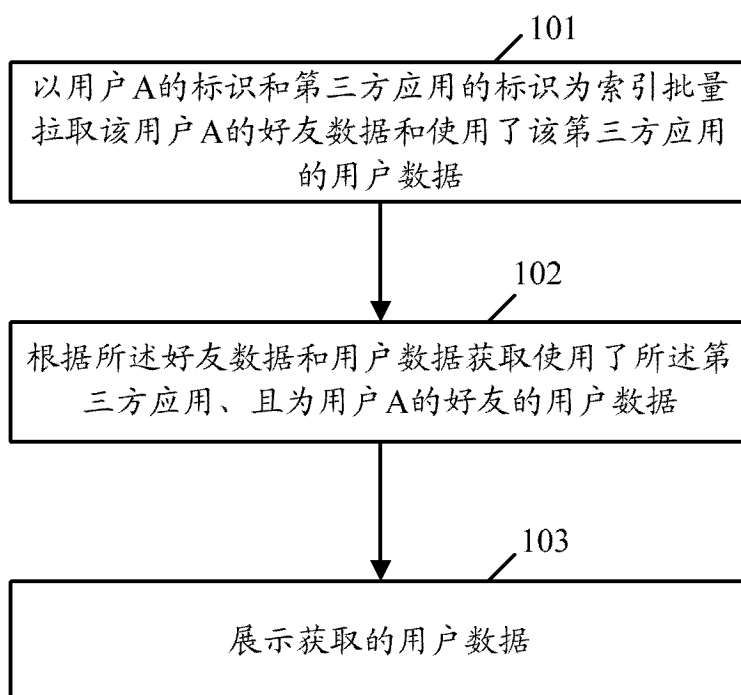 101
以用户A的标识和第三方应用的标识为索引批量
拉取该用户A的好友数据和使用了该第三方应用
的用户数据
102
根据所述好友数据和用户数据获取使用了所述第
三方应用、且为用户A的好友的用户数据
103
展示获取的用户数据